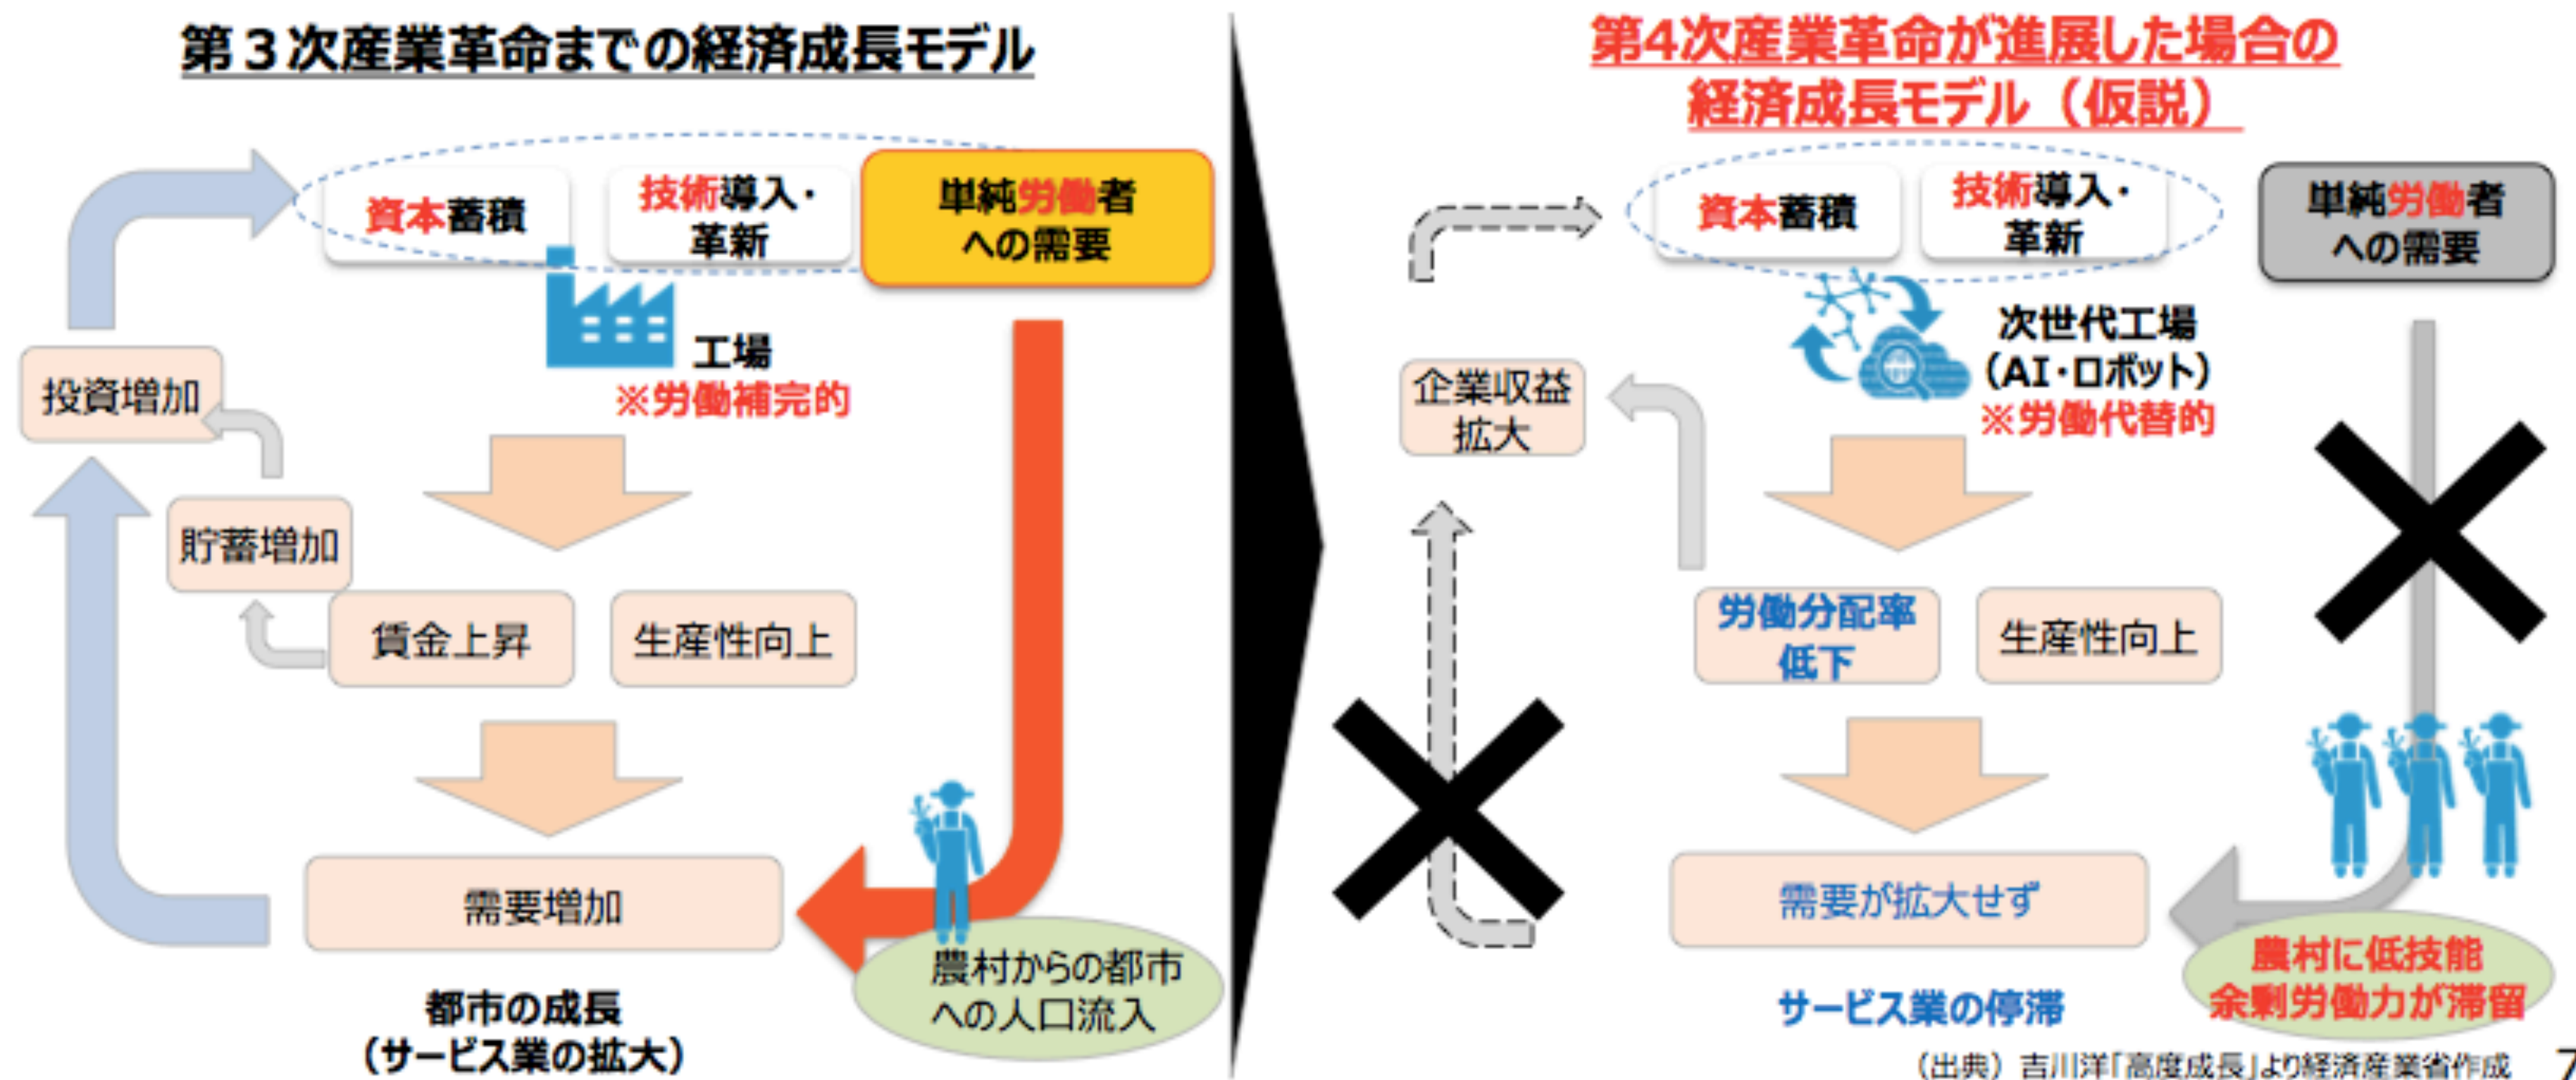 第３次産業革命までの経済成長モデル
資本蓄積
技術導入・
革新
単純労働者
への需要
工場
※労働補完的
投資増加
貯蓄増加
賃金上昇
生産性向上
需要増加
農村からの都市
への人口流入
都市の成長
（サービス業の拡大）
第4次産業革命が進展した場合の
経済成長モデル（仮説）
資本蓄積
技術導入・
革新
単純労働者
への需要
次世代工場
（AI・ロボット）
※労働代替的
企業収益
拡大
労働分配率
低下
生産性向上
需要が拡大せず
農村に低技能
余剰労働力が滞留
サービス業の停滞
（出典）吉川洋「高度成長」より経済産業省作成
7